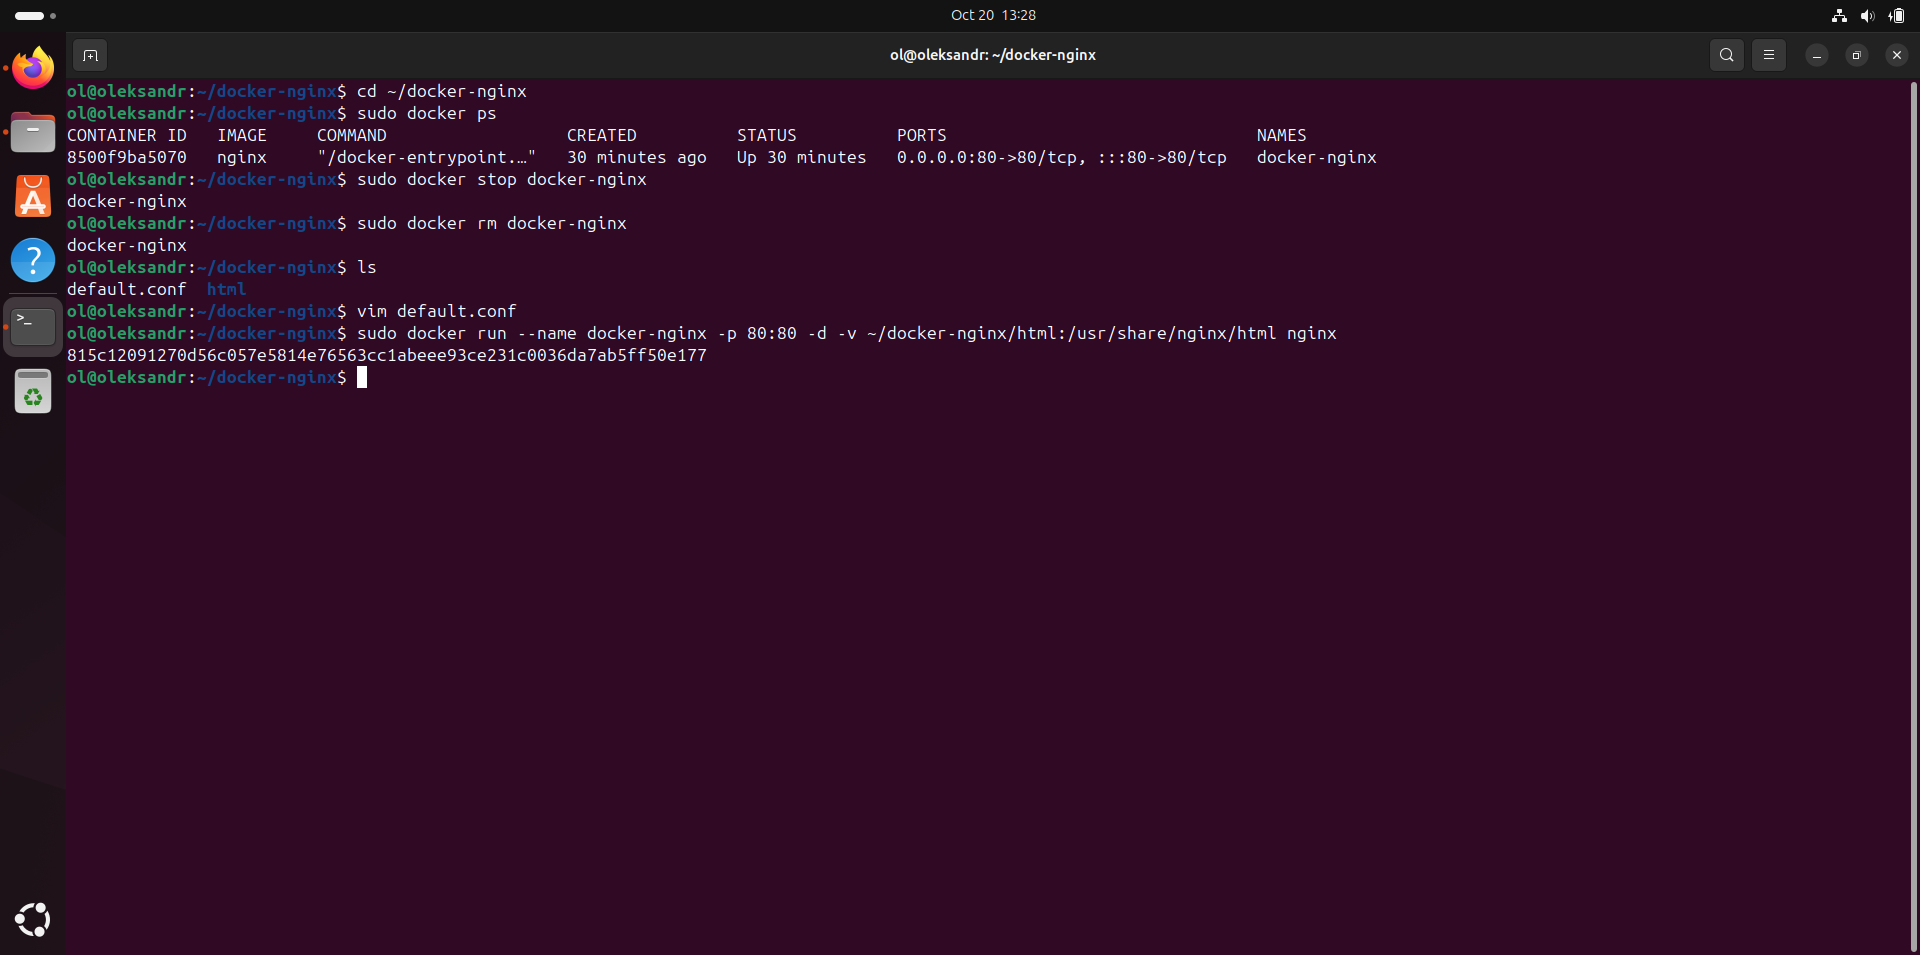 Oct 20 13:28
ol@oleksandr: ~/docker-nginx
ol@oleksandr:~/docker-nginx$ cd ~/docker-nginx
ol@oleksandr:~/docker-nginx$ sudo docker ps
CONTAINER ID   IMAGE     COMMAND                  CREATED          STATUS          PORTS                               NAMES
8500f9ba5070   nginx     "/docker-entrypoint.…"   30 minutes ago   Up 30 minutes   0.0.0.0:80->80/tcp, :::80->80/tcp   docker-nginx
ol@oleksandr:~/docker-nginx$ sudo docker stop docker-nginx
docker-nginx
ol@oleksandr:~/docker-nginx$ sudo docker rm docker-nginx
docker-nginx
ol@oleksandr:~/docker-nginx$ ls
default.conf  html
ol@oleksandr:~/docker-nginx$ vim default.conf
ol@oleksandr:~/docker-nginx$ sudo docker run --name docker-nginx -p 80:80 -d -v ~/docker-nginx/html:/usr/share/nginx/html nginx
815c12091270d56c057e5814e76563cc1abeee93ce231c0036da7ab5ff50e177
ol@oleksandr:~/docker-nginx$